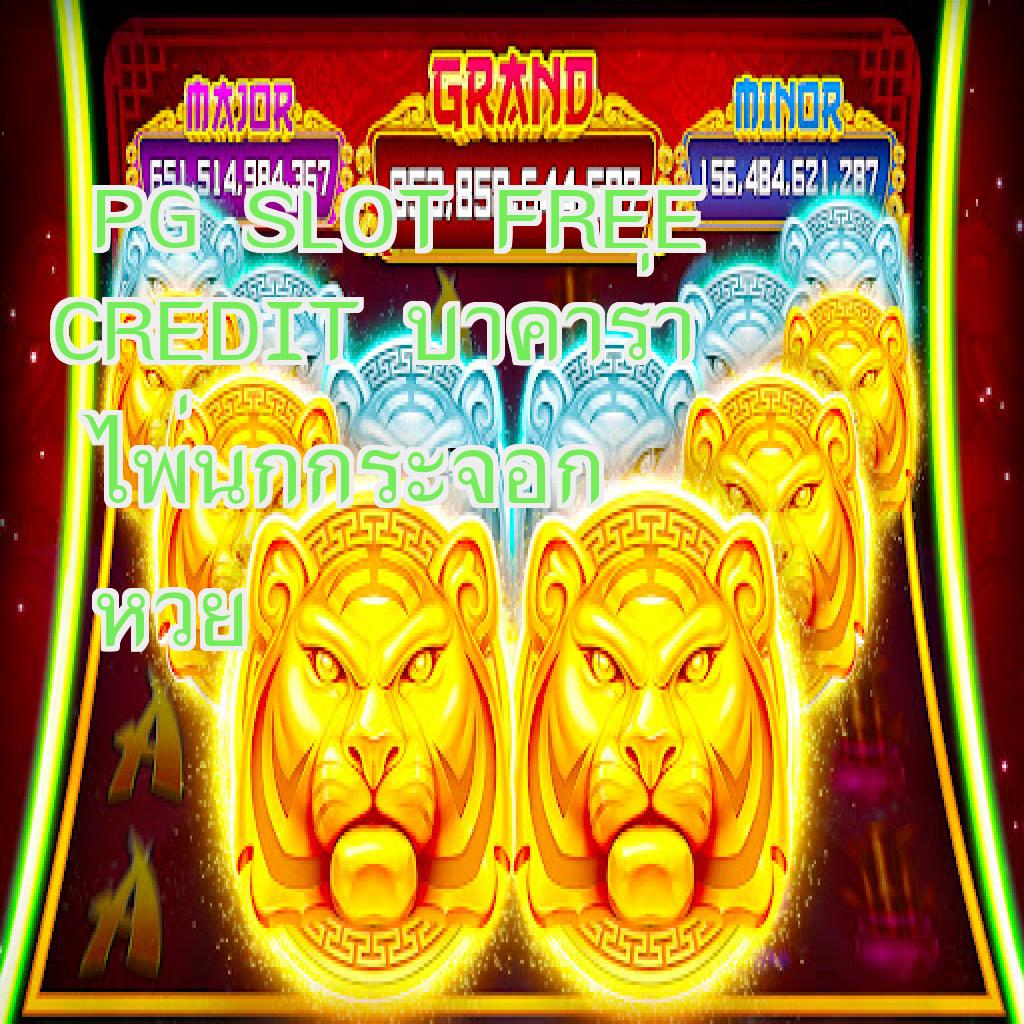 GRAND
MAJOR
MINOR
651,514,984,357
156,484,621,287
PG SLOT FREE
CREDIT บาคารา
ไพ่นกกระจอก
หวย
A
A